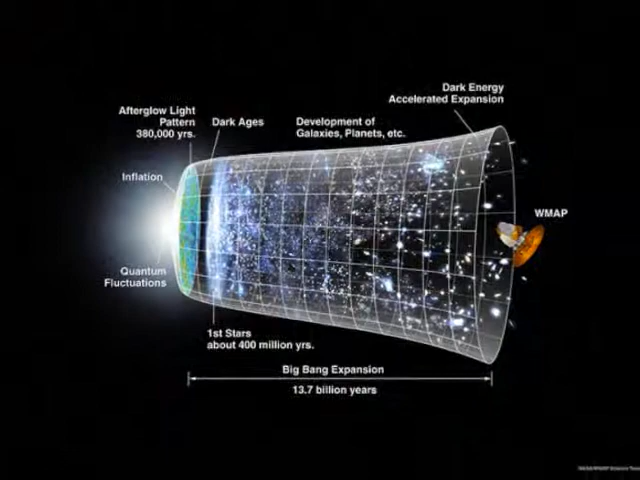 Dark Energy
Accelerated Expansion
Afterglow Light
Pattern
380,000 yrs.
Dark Ages
Development of
Galaxies, Planets, etc.
Inflation
WMAP
Quantum
Fluctuations
1st Stars
about 400 million yrs.
Big Bang Expansion
13.7 billion years